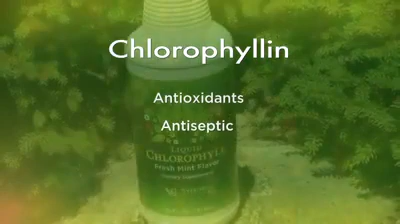 Chlorophyllin
Antioxidants
Antiseptic
LIQUID
CHLOROPHYLL
Fresh Mint Flavor